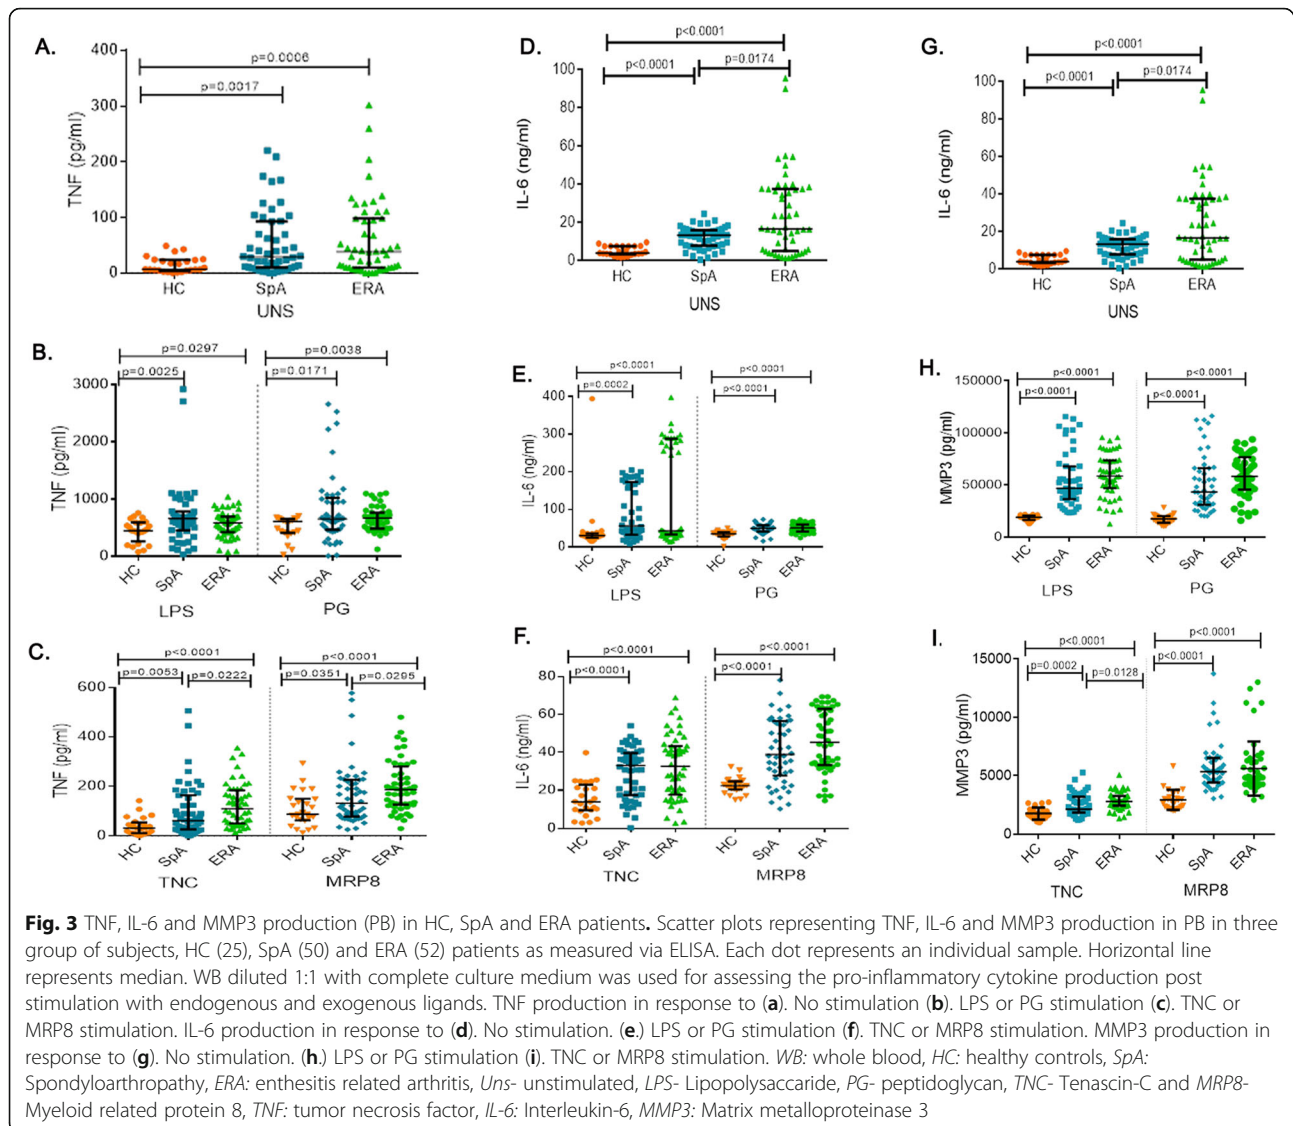 A.
400
300
200
100
0
TNF (pg/ml)
p=0.0006
p=0.0017
HC SpA ERA
UNS
D.
100
80
60
40
20
0
IL-6 (ng/ml)
p<0.0001
p<0.0001 p=0.0174
HC SpA ERA
UNS
G.
100
80
60
40
20
0
IL-6 (ng/ml)
p<0.0001
p<0.0001 p=0.0174
HC SpA ERA
UNS
B.
3000
2000
1000
0
TNF (pg/ml)
p=0.0297
p=0.0025
p=0.0038
p=0.0171
HC SpA ERA HC SpA ERA
LPS PG
E.
400
300
200
100
0
IL-6 (ng/ml)
p<0.0001
p=0.0002
p<0.0001
p<0.0001
HC SpA ERA HC SpA ERA
LPS PG
H.
150000
100000
50000
0
MMP3 (pg/ml)
p<0.0001
p<0.0001
p<0.0001
p<0.0001
HC SpA ERA HC SpA ERA
LPS PG
C.
600
400
200
0
TNF (pg/ml)
p<0.0001
p=0.0053 p=0.0222
p<0.0001
p=0.0351 p=0.0295
HC SpA ERA HC SpA ERA
TNC MRP8
F.
80
60
40
20
0
IL-6 (ng/ml)
p<0.0001
p<0.0001
p<0.0001
p<0.0001
HC SpA ERA HC SpA ERA
TNC MRP8
I.
15000
10000
5000
0
MMP3 (pg/ml)
p<0.0001
p=0.0002 p=0.0128
p<0.0001
p<0.0001
HC SpA ERA HC SpA ERA
TNC MRP8
Fig. 3 TNF, IL-6 and MMP3 production (PB) in HC, SpA and ERA patients. Scatter plots representing TNF, IL-6 and MMP3 production in PB in three
group of subjects, HC (25), SpA (50) and ERA (52) patients as measured via ELISA. Each dot represents an individual sample. Horizontal line
represents median. WB diluted 1:1 with complete culture medium was used for assessing the pro-inflammatory cytokine production post
stimulation with endogenous and exogenous ligands. TNF production in response to (a). No stimulation (b). LPS or PG stimulation (c). TNC or
MRP8 stimulation. IL-6 production in response to (d). No stimulation. (e.) LPS or PG stimulation (f). TNC or MRP8 stimulation. MMP3 production in
response to (g). No stimulation. (h.) LPS or PG stimulation (i). TNC or MRP8 stimulation. WB: whole blood, HC: healthy controls, SpA:
Spondyloarthropathy, ERA: enthesitis related arthritis, Uns- unstimulated, LPS- Lipopolysaccaride, PG- peptidoglycan, TNC- Tenascin-C and MRP8-
Myeloid related protein 8, TNF: tumor necrosis factor, IL-6: Interleukin-6, MMP3: Matrix metalloproteinase 3